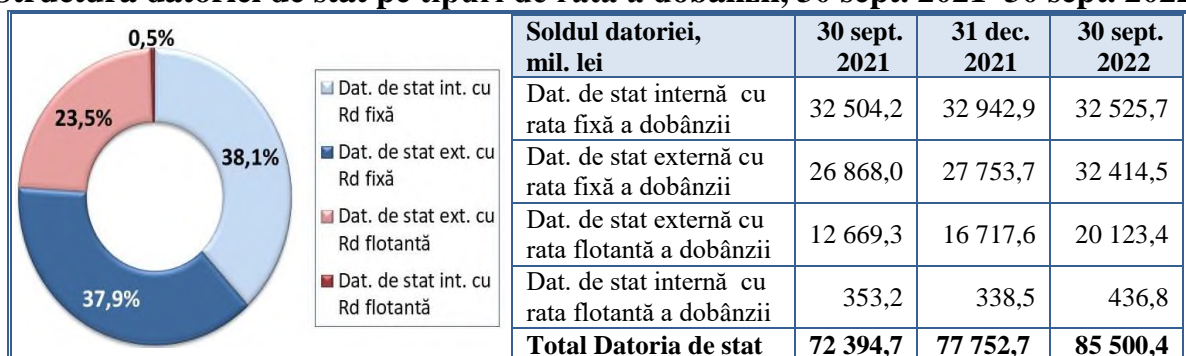 structura datoriei de stat pe tipuri de rată a dobânzii, 30 sept. 2021–30 sept. 2022
0,5%
23,5%
38,1%
37,9%
Dat. de stat int. cu
Rd fixă
Dat. de stat ext. cu
Rd fixă
Dat. de stat ext. cu
Rd flotantă
Dat. de stat int. cu
Rd flotantă
Soldul datoriei, mil. lei 30 sept. 2021 31 dec. 2021 30 sept. 2022
Dat. de stat internă cu
rata fixă a dobânzii 32 504,2 32 942,9 32 525,7
Dat. de stat externă cu
rata fixă a dobânzii 26 868,0 27 753,7 32 414,5
Dat. de stat externă cu
rata flotantă a dobânzii 12 669,3 16 717,6 20 123,4
Dat. de stat internă cu
rata flotantă a dobânzii 353,2 338,5 436,8
Total Datoria de stat 72 394,7 77 752,7 85 500,4